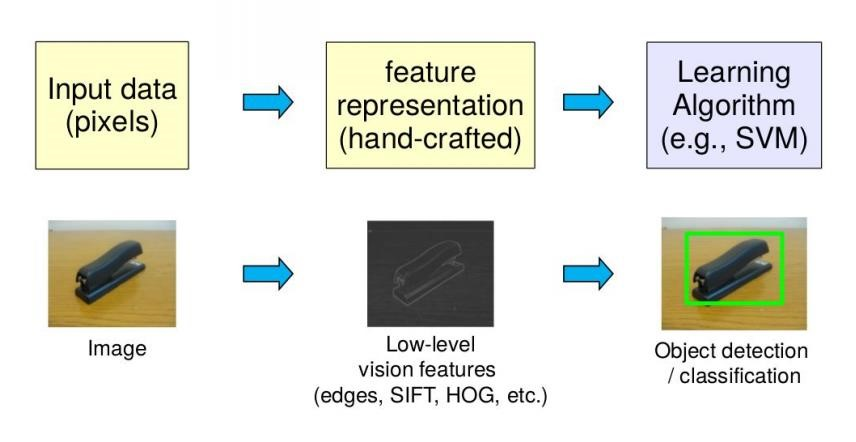 Input data
(pixels)
feature
representation
(hand-crafted)
Learning
Algorithm
(e.g., SVM)
Image
Low-level
vision features
(edges, SIFT, HOG, etc.)
Object detection
/ classification